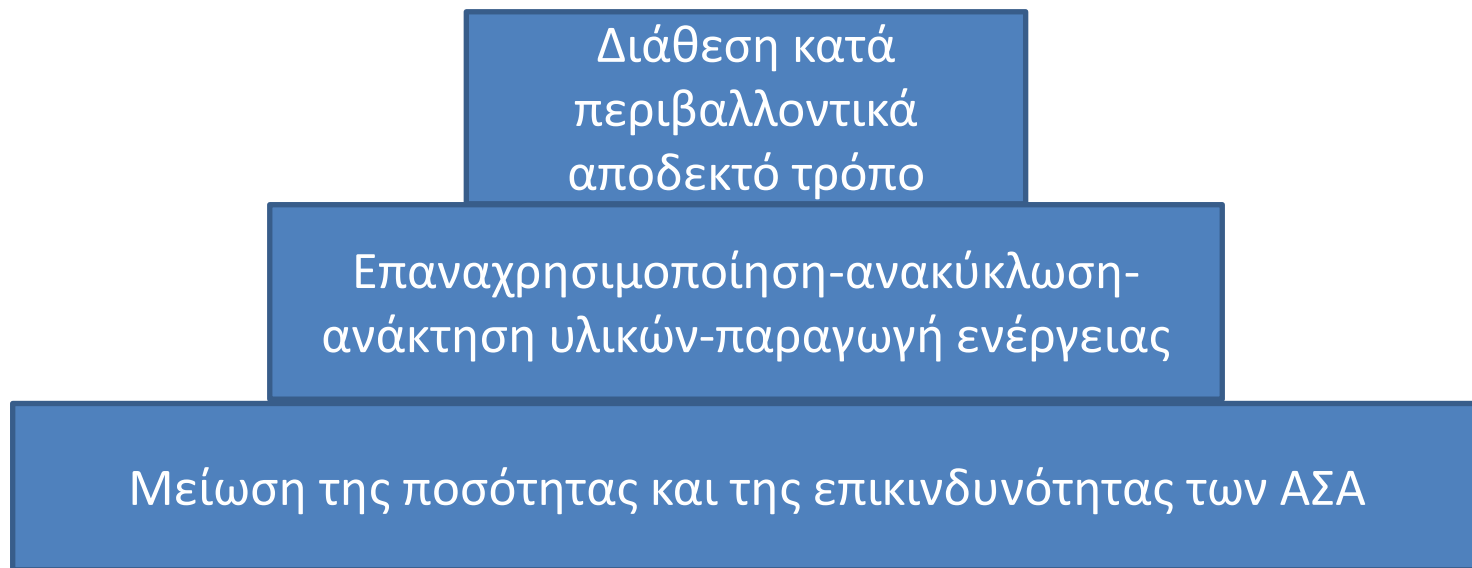 Διάθεση κατά
περιβαλλοντικά
αποδεκτό τρόπο
Επαναχρησιμοποίηση-ανακύκλωση-
ανάκτηση υλικών-παραγωγή ενέργειας
Μείωση της ποσότητας και της επικινδυνότητας των ΑΣΑ